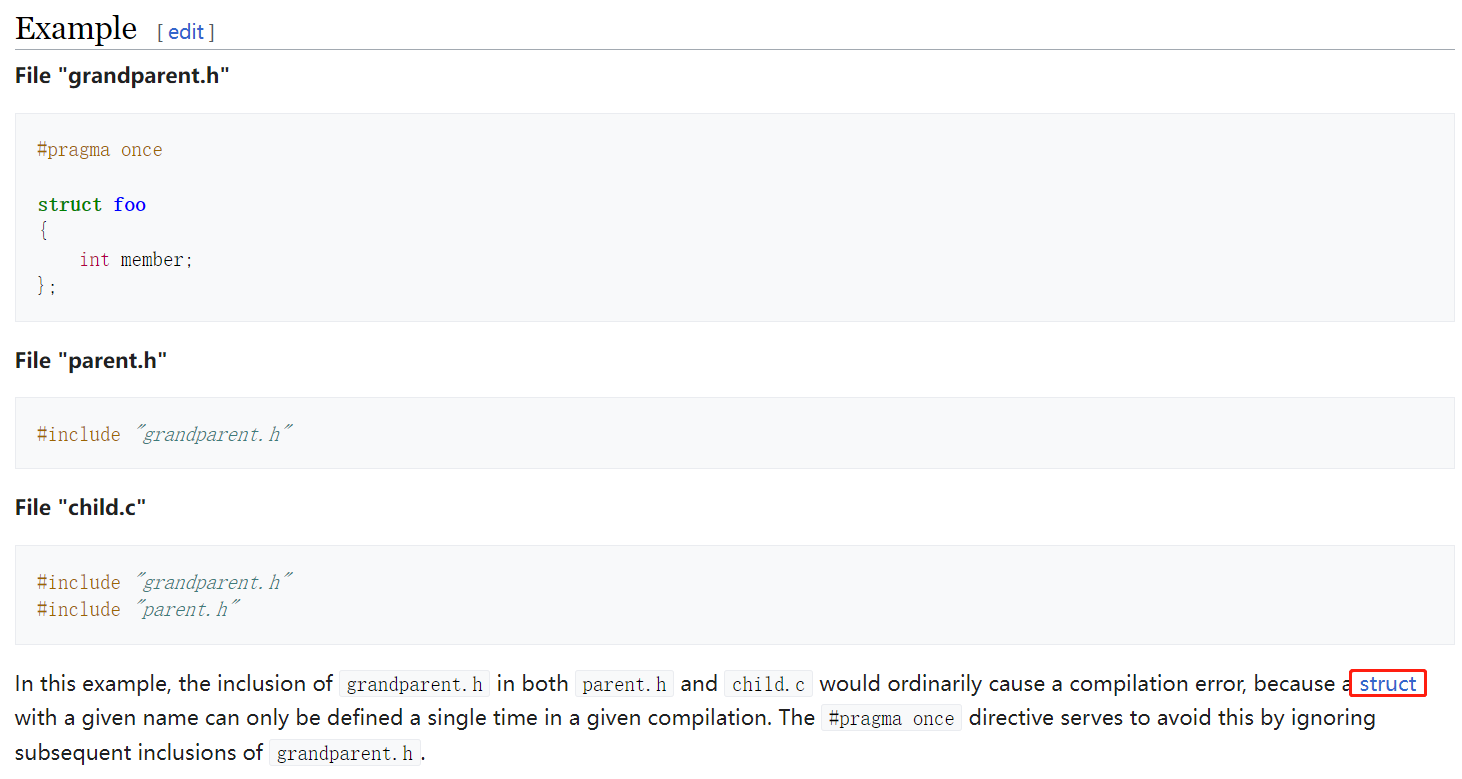 Example [ edit ]
File "grandparent.h"
#pragma once
struct foo
{
    int member;
};
File "parent.h"
#include "grandparent.h"
File "child.c"
#include "grandparent.h"
#include "parent.h"
In this example, the inclusion of grandparent.h in both parent.h and child.c would ordinarily cause a compilation error, because a struct
with a given name can only be defined a single time in a given compilation. The #pragma once directive serves to avoid this by ignoring
subsequent inclusions of grandparent.h.